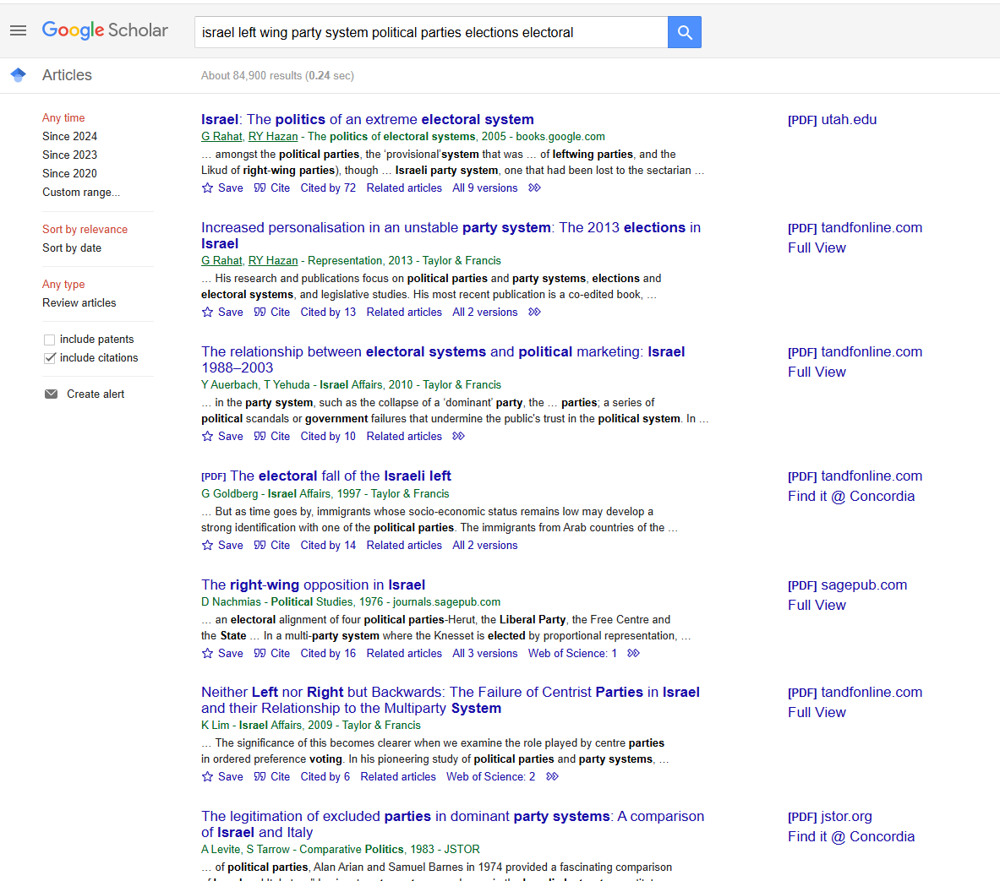 Google Scholar
israel left wing party system political parties elections electoral
Articles
About 84,900 results (0.24 sec)
Any time
Since 2024
Since 2023
Since 2020
Custom range...
Sort by relevance
Sort by date
Any type
Review articles
include patents
include citations
Create alert
Israel: The politics of an extreme electoral system
[PDF] utah.edu
G Rahat, RY Hazan - The politics of electoral systems, 2005 - books.google.com
… amongst the political parties, the ‘provisional’system that was … of leftwing parties, and the
Likud of right-wing parties), though … Israeli party system, one that had been lost to the sectarian …
Save Cite Cited by 72 Related articles All 9 versions
Increased personalisation in an unstable party system: The 2013 elections in
Israel
[PDF] tandfonline.com
Full View
G Rahat, RY Hazan - Representation, 2013 - Taylor & Francis
… His research and publications focus on political parties and party systems, elections and
electoral systems, and legislative studies. His most recent publication is a co-edited book, …
Save Cite Cited by 13 Related articles All 2 versions
The relationship between electoral systems and political marketing: Israel
1988–2003
[PDF] tandfonline.com
Full View
Y Auerbach, T Yehuda - Israel Affairs, 2010 - Taylor & Francis
… in the party system, such as the collapse of a ‘dominant’ party, the … parties; a series of
political scandals or government failures that undermine the public's trust in the political system. In …
Save Cite Cited by 10 Related articles
[PDF] The electoral fall of the Israeli left
[PDF] tandfonline.com
Find it @ Concordia
G Goldberg - Israel Affairs, 1997 - Taylor & Francis
… But as time goes by, immigrants whose socio-economic status remains low may develop a
strong identification with one of the political parties. The immigrants from Arab countries of the …
Save Cite Cited by 14 Related articles All 2 versions
The right-wing opposition in Israel
[PDF] sagepub.com
Full View
D Nachmias - Political Studies, 1976 - journals.sagepub.com
… an electoral alignment of four political parties-Herut, the Liberal Party, the Free Centre and
the State … In a multi-party system where the Knesset is elected by proportional representation, …
Save Cite Cited by 16 Related articles All 3 versions Web of Science: 1
Neither Left nor Right but Backwards: The Failure of Centrist Parties in Israel
and their Relationship to the Multiparty System
[PDF] tandfonline.com
Full View
K Lim - Israel Affairs, 2009 - Taylor & Francis
… The significance of this becomes clearer when we examine the role played by centre parties
in ordered preference voting. In his pioneering study of political parties and party systems, …
Save Cite Cited by 6 Related articles Web of Science: 2
The legitimation of excluded parties in dominant party systems: A comparison
of Israel and Italy
[PDF] jstor.org
Find it @ Concordia
A Levite, S Tarrow - Comparative Politics, 1983 - JSTOR
… of political parties, Alan Arian and Samuel Barnes in 1974 provided a fascinating comparison